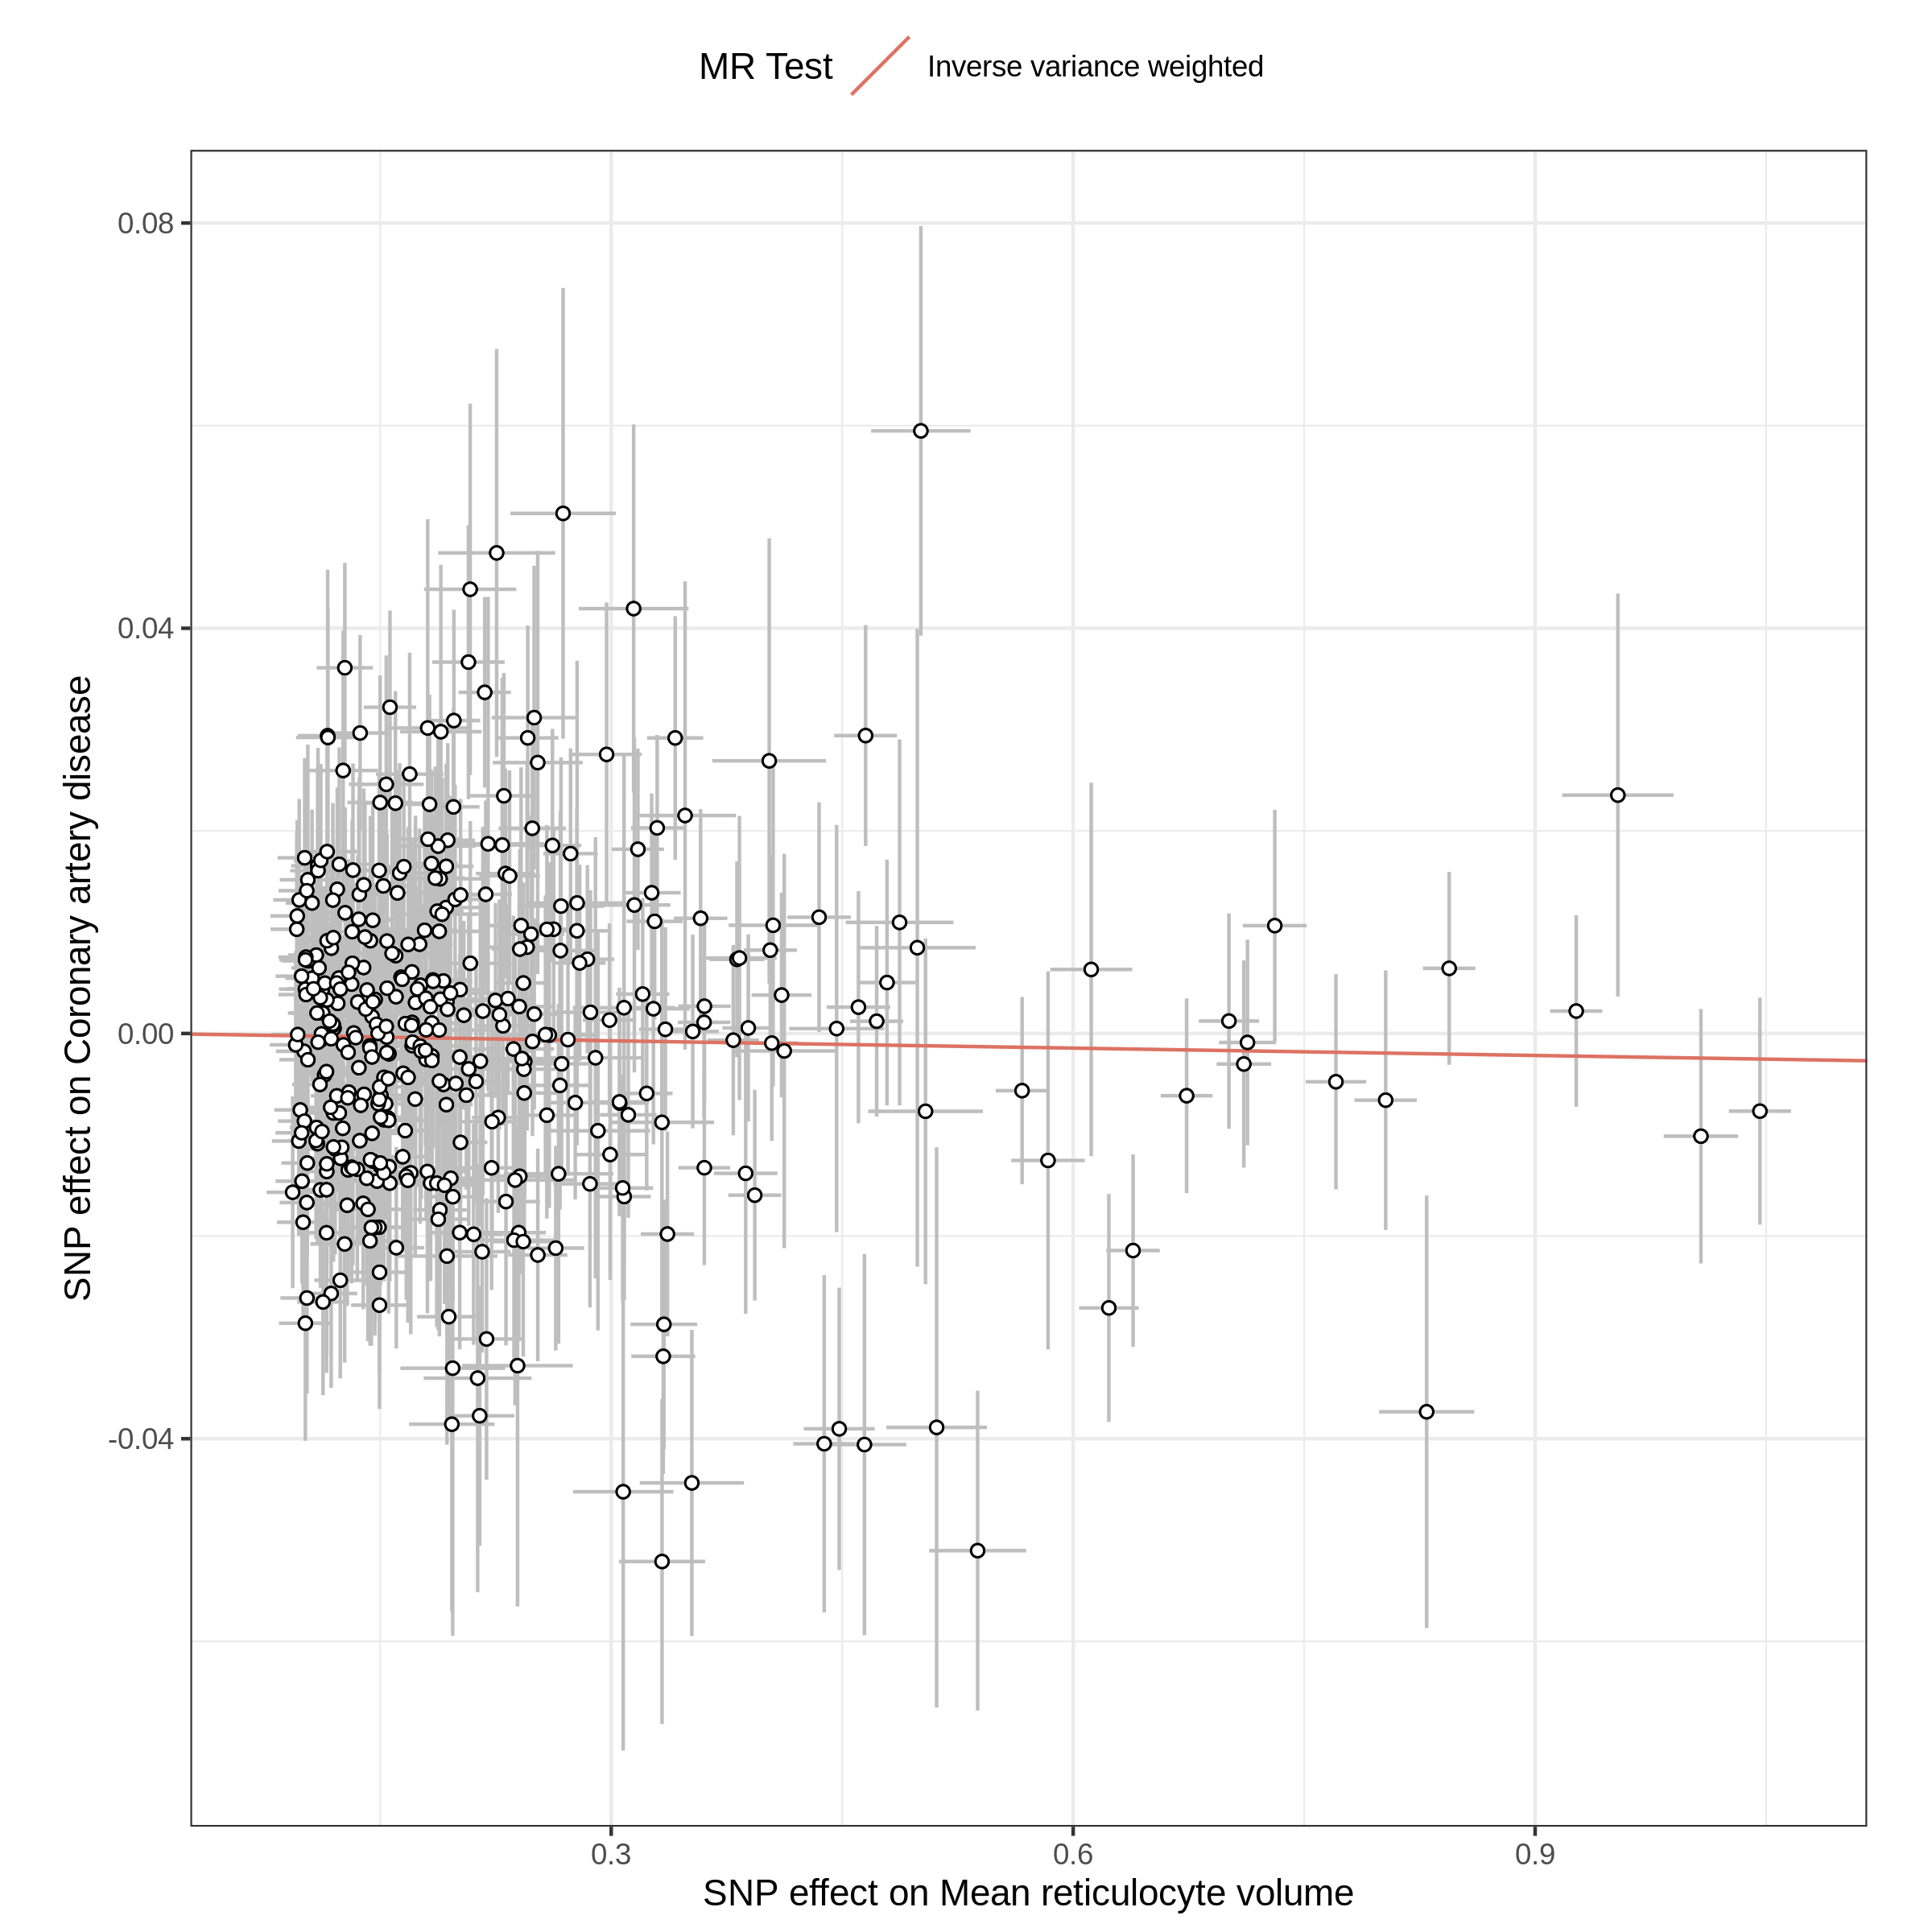 MR Test Inverse variance weighted
0.08
0.04
0.00
-0.04
SNP effect on Coronary artery disease
0.3 0.6 0.9
SNP effect on Mean reticulocyte volume